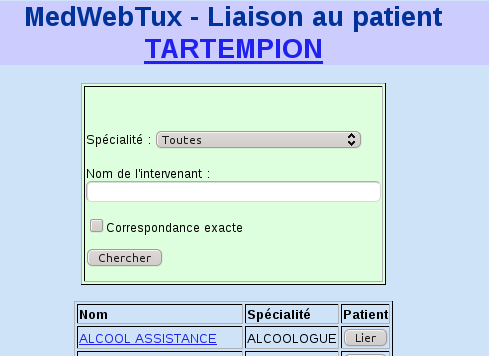 MedWebTux - Liaison au patient
TARTEMPION
Spécialité : Toutes
Nom de l'intervenant :
Correspondance exacte
Chercher
Nom Spécialité Patient
ALCOOL ASSISTANCE ALCOOLOGUE Lier